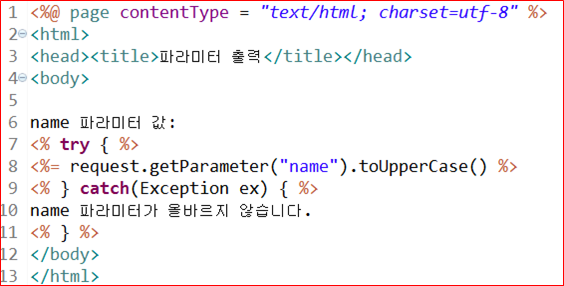 1 <%@ page contentType = "text/html; charset=utf-8" %>
2 <html>
3 <head><title>파라미터 출력</title></head>
4 <body>
5
6 name 파라미터 값:
7 <% try { %>
8 <%= request.getParameter("name").toUpperCase() %>
9 <% } catch(Exception ex) { %>
10 name 파라미터가 올바르지 않습니다.
11 <% } %>
12 </body>
13 </html>